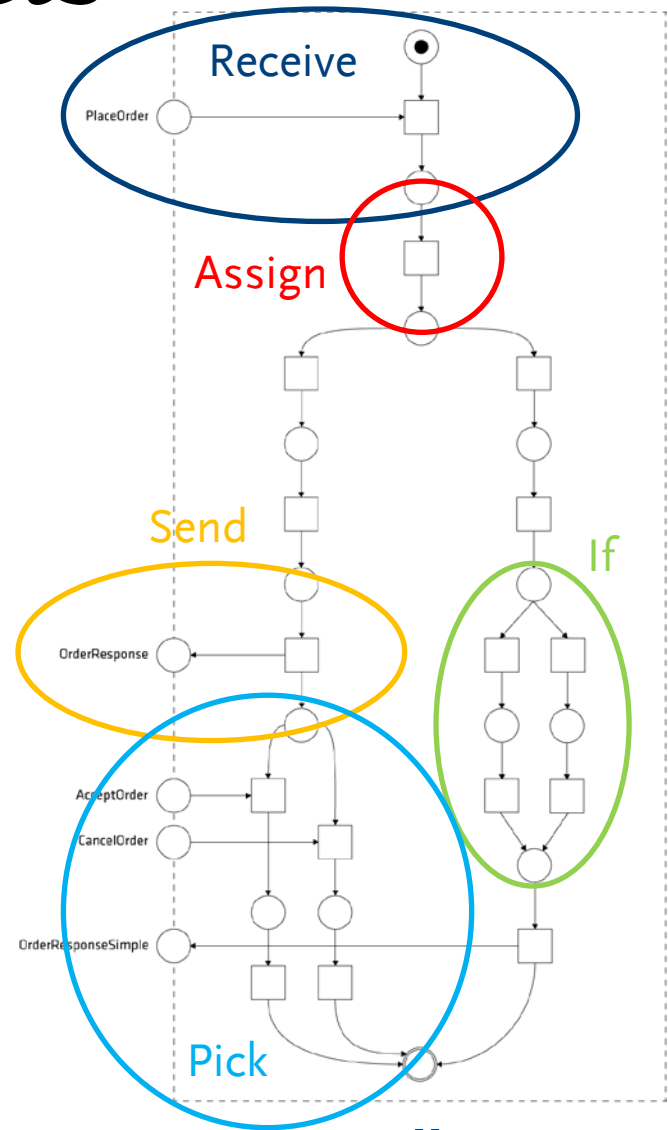 Receive
PlaceOrder
Assign
Send
If
OrderResponse
AcceptOrder
CancelOrder
OrderResponseSimple
Pick